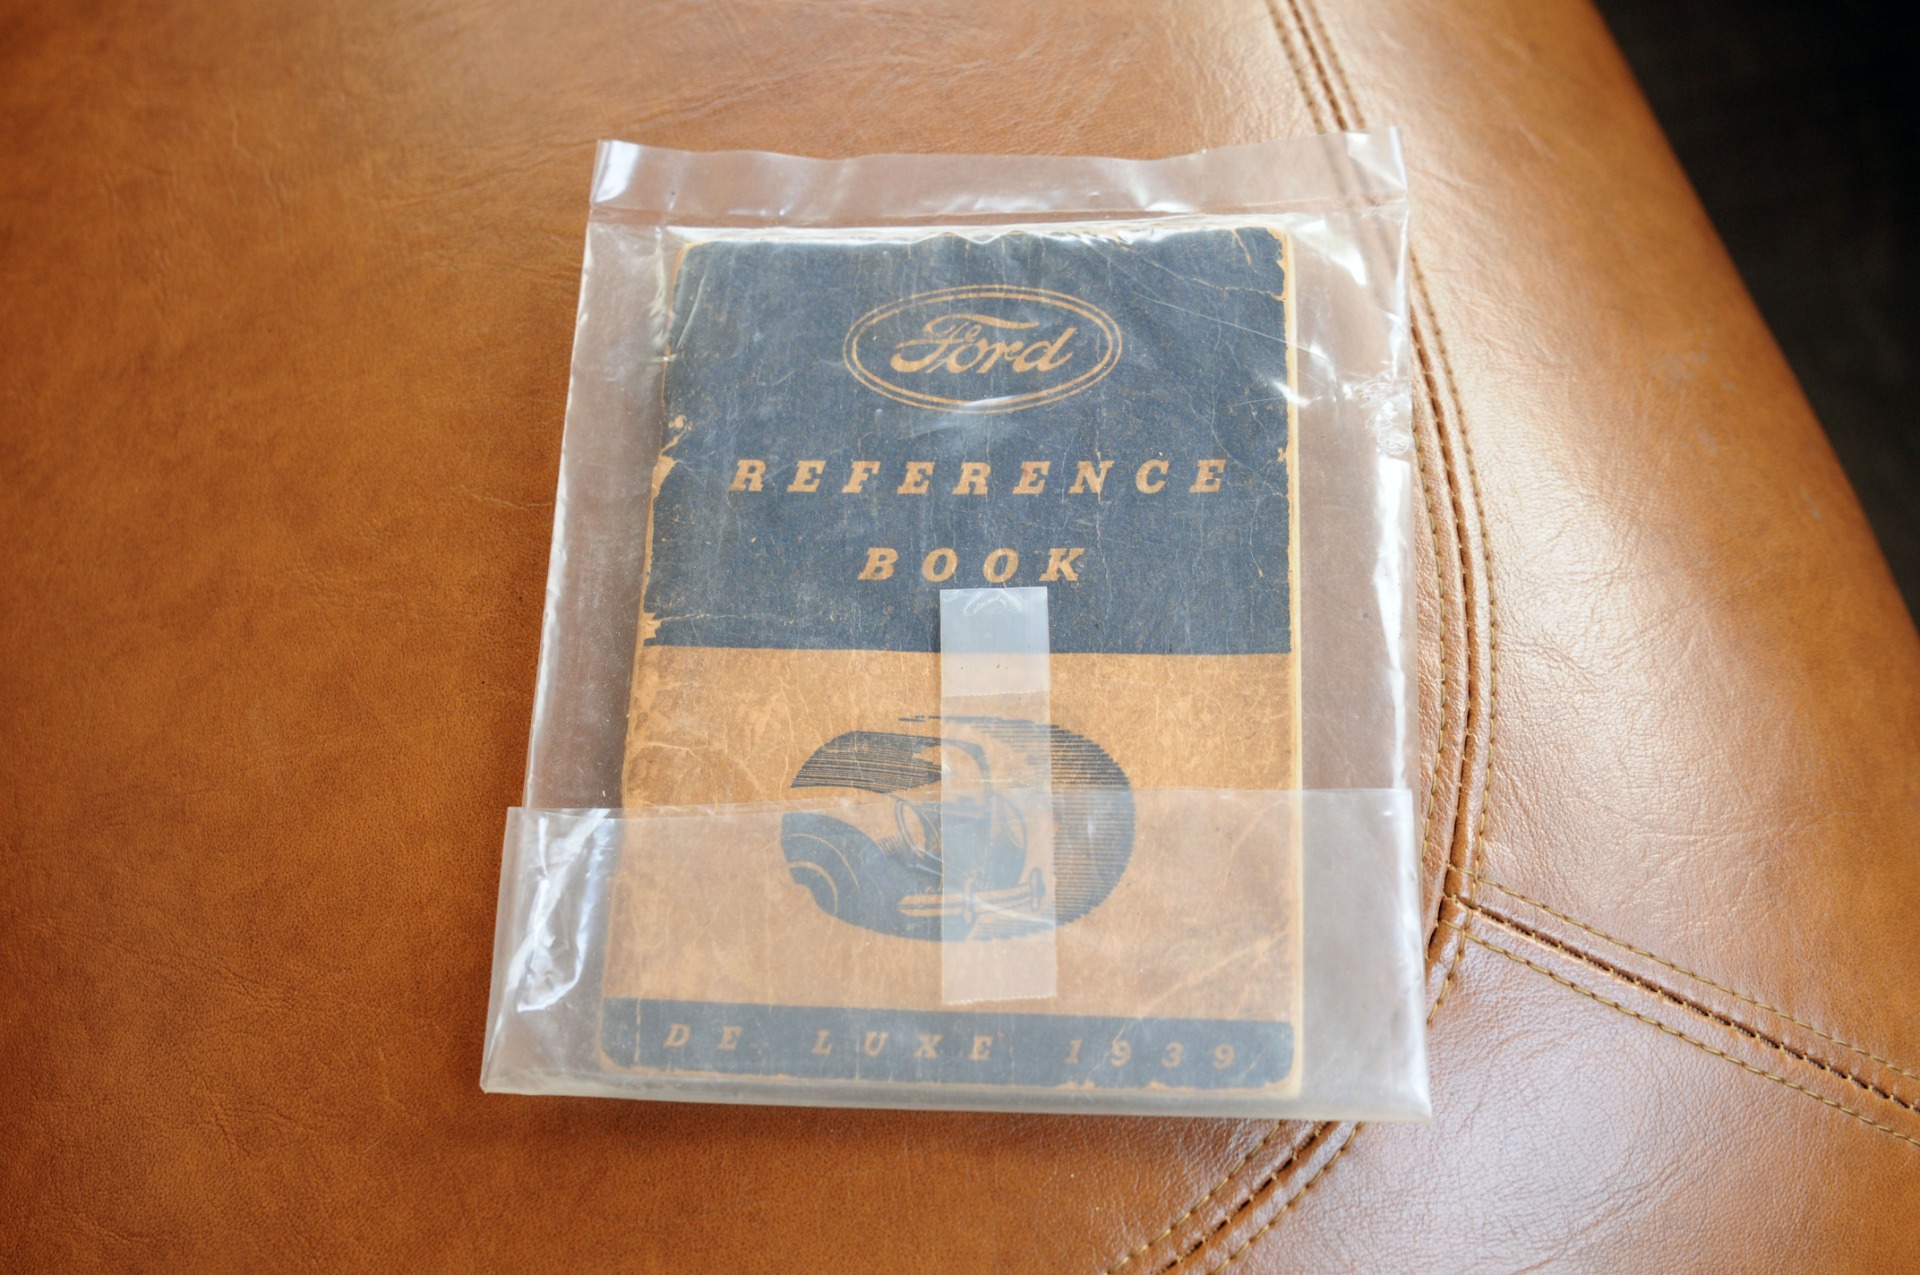 Ford
REFERENCE
BOOK
DE LUXE 1939